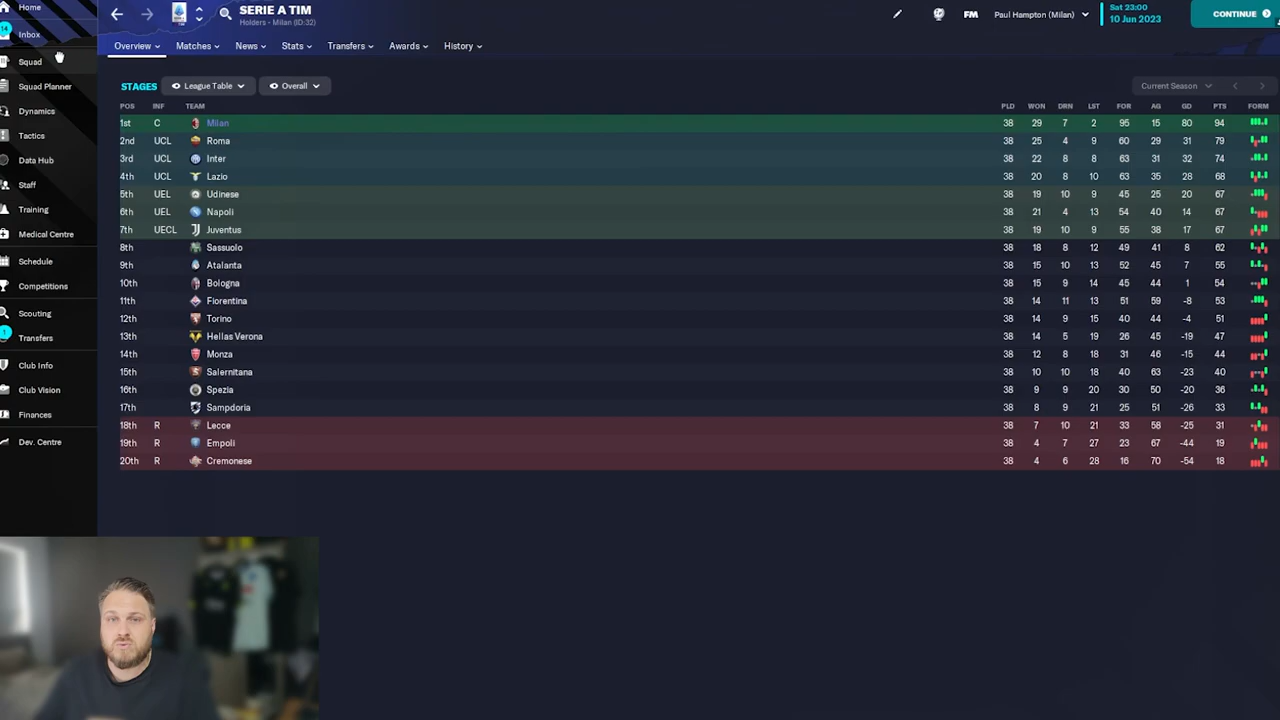 Home
14
Inbox
Squad
Squad Planner
Dynamics
Tactics
Data Hub
Staff
Training
Medical Centre
Schedule
Competitions
Scouting
1
Transfers
Club Info
Club Vision
Finances
Dev. Centre
SERIE A TIM
Holders - Milan (ID:32)
FM
Paul Hampton (Milan)
Sat 23:00
10 Jun 2023
CONTINUE
Overview Matches News Stats Transfers Awards History
STAGES League Table Overall Current Season
POS INF TEAM PLD WON DRN LST FOR AG GD PTS FORM
1st C Milan 38 29 7 2 95 15 80 94
2nd UCL Roma 38 25 4 9 60 29 31 79
3rd UCL Inter 38 22 8 8 63 31 32 74
4th UCL Lazio 38 20 8 10 63 35 28 68
5th UEL Udinese 38 19 10 9 45 25 20 67
6th UEL Napoli 38 21 4 13 54 40 14 67
7th UECL Juventus 38 19 10 9 55 38 17 67
8th Sassuolo 38 18 8 12 49 41 8 62
9th Atalanta 38 15 10 13 52 45 7 55
10th Bologna 38 15 9 14 45 44 1 54
11th Fiorentina 38 14 11 13 51 59 -8 53
12th Torino 38 14 9 15 40 44 -4 51
13th Hellas Verona 38 14 5 19 26 45 -19 47
14th Monza 38 12 8 18 31 46 -15 44
15th Salernitana 38 10 10 18 40 63 -23 40
16th Spezia 38 9 9 20 30 50 -20 36
17th Sampdoria 38 8 9 21 25 51 -26 33
18th R Lecce 38 7 10 21 33 58 -25 31
19th R Empoli 38 4 7 27 23 67 -44 19
20th R Cremonese 38 4 6 28 16 70 -54 18